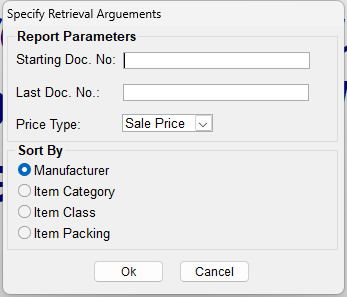 Specify Retrieval Arguements
Report Parameters
Starting Doc. No:
Last Doc. No.:
Price Type: Sale Price
Sort By
Manufacturer
Item Category
Item Class
Item Packing
Ok Cancel